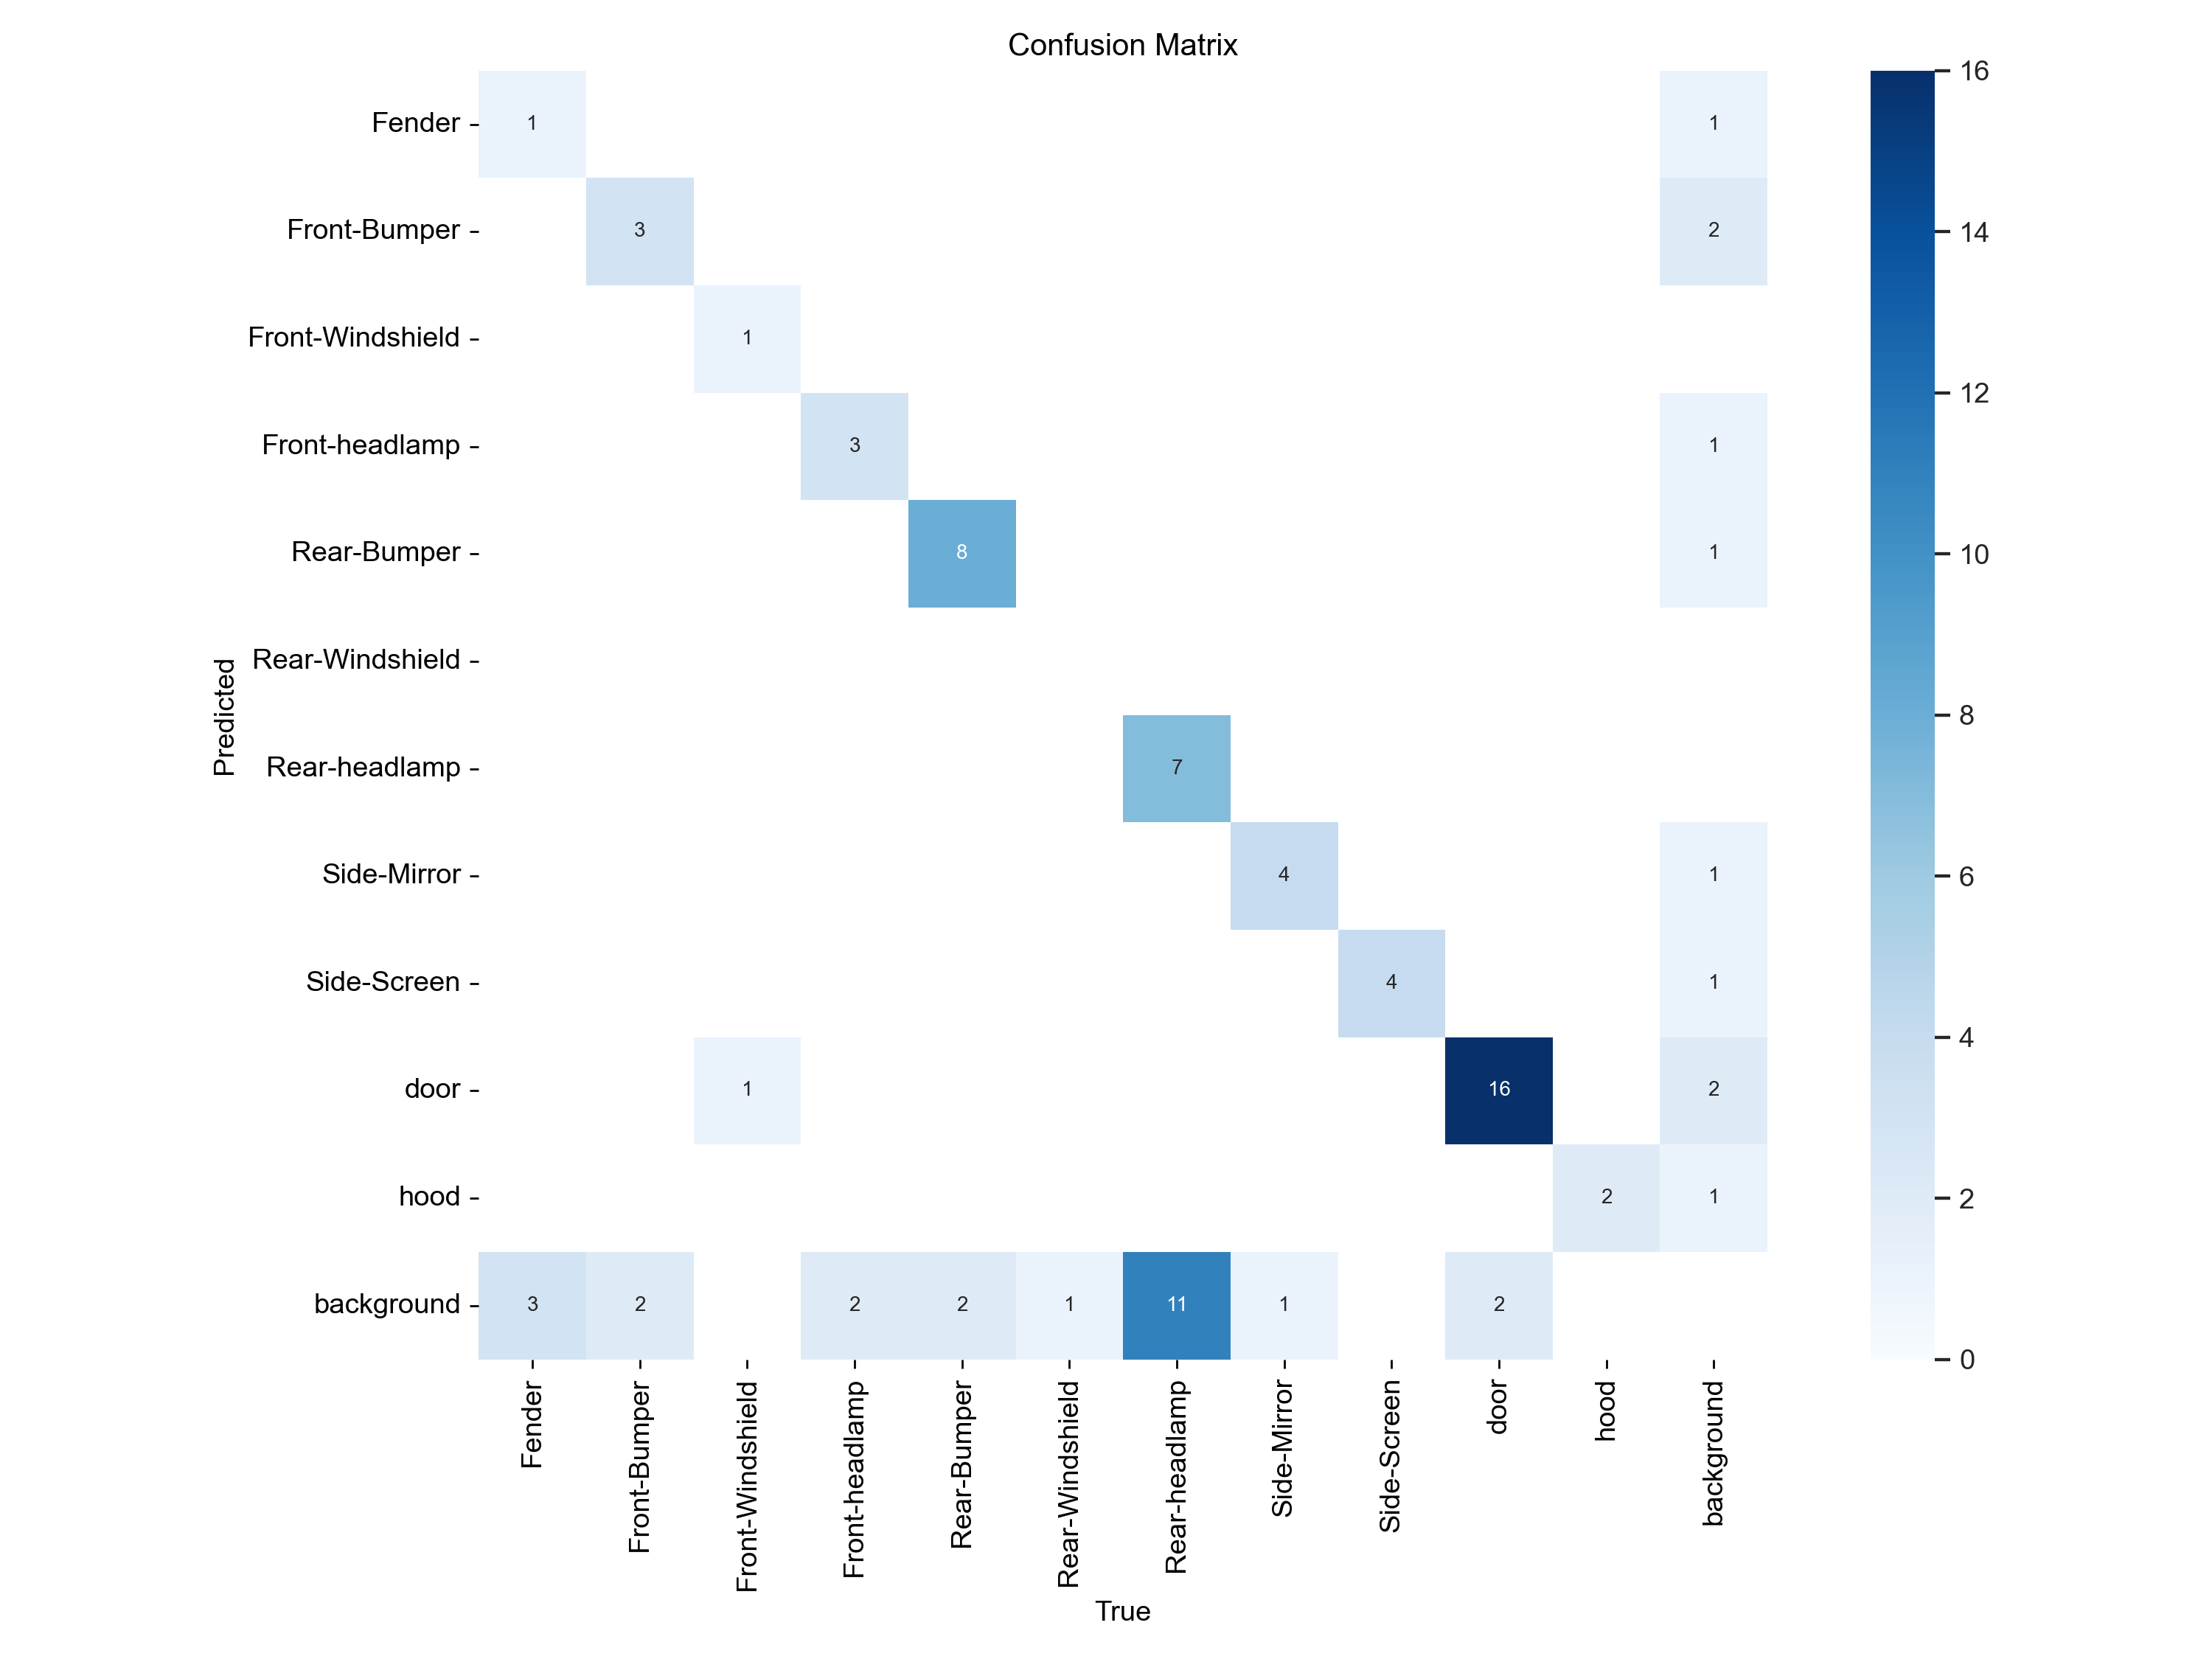 Confusion Matrix
Fender
1
1
Front-Bumper
3
2
Front-Windshield
1
Front-headlamp
3
1
Rear-Bumper
8
1
Rear-Windshield
Rear-headlamp
7
Side-Mirror
4
1
Side-Screen
4
1
door
1
16
2
hood
2
1
background
3
2
2
2
1
11
1
2
Predicted
Fender
Front-Bumper
Front-Windshield
Front-headlamp
Rear-Bumper
Rear-Windshield
Rear-headlamp
Side-Mirror
Side-Screen
door
hood
background
True
16
14
12
10
8
6
4
2
0